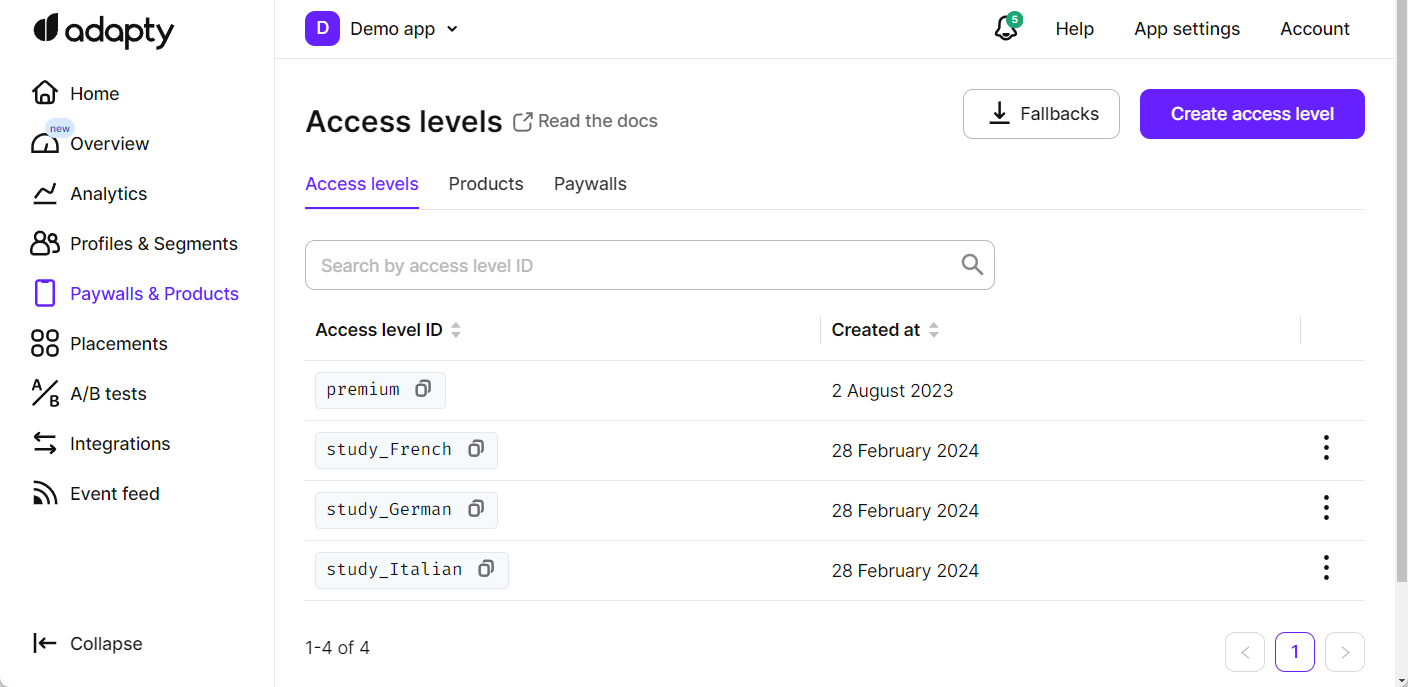 adapty
Home
new
Overview
Analytics
Profiles & Segments
Paywalls & Products
Placements
A/B tests
Integrations
Event feed
Collapse
D Demo app
5
Help
App settings
Account
Access levels
Read the docs
Fallbacks
Create access level
Access levels
Products
Paywalls
Search by access level ID
Access level ID
Created at
premium
2 August 2023
study_French
28 February 2024
study_German
28 February 2024
study_Italian
28 February 2024
1-4 of 4
< 1 >